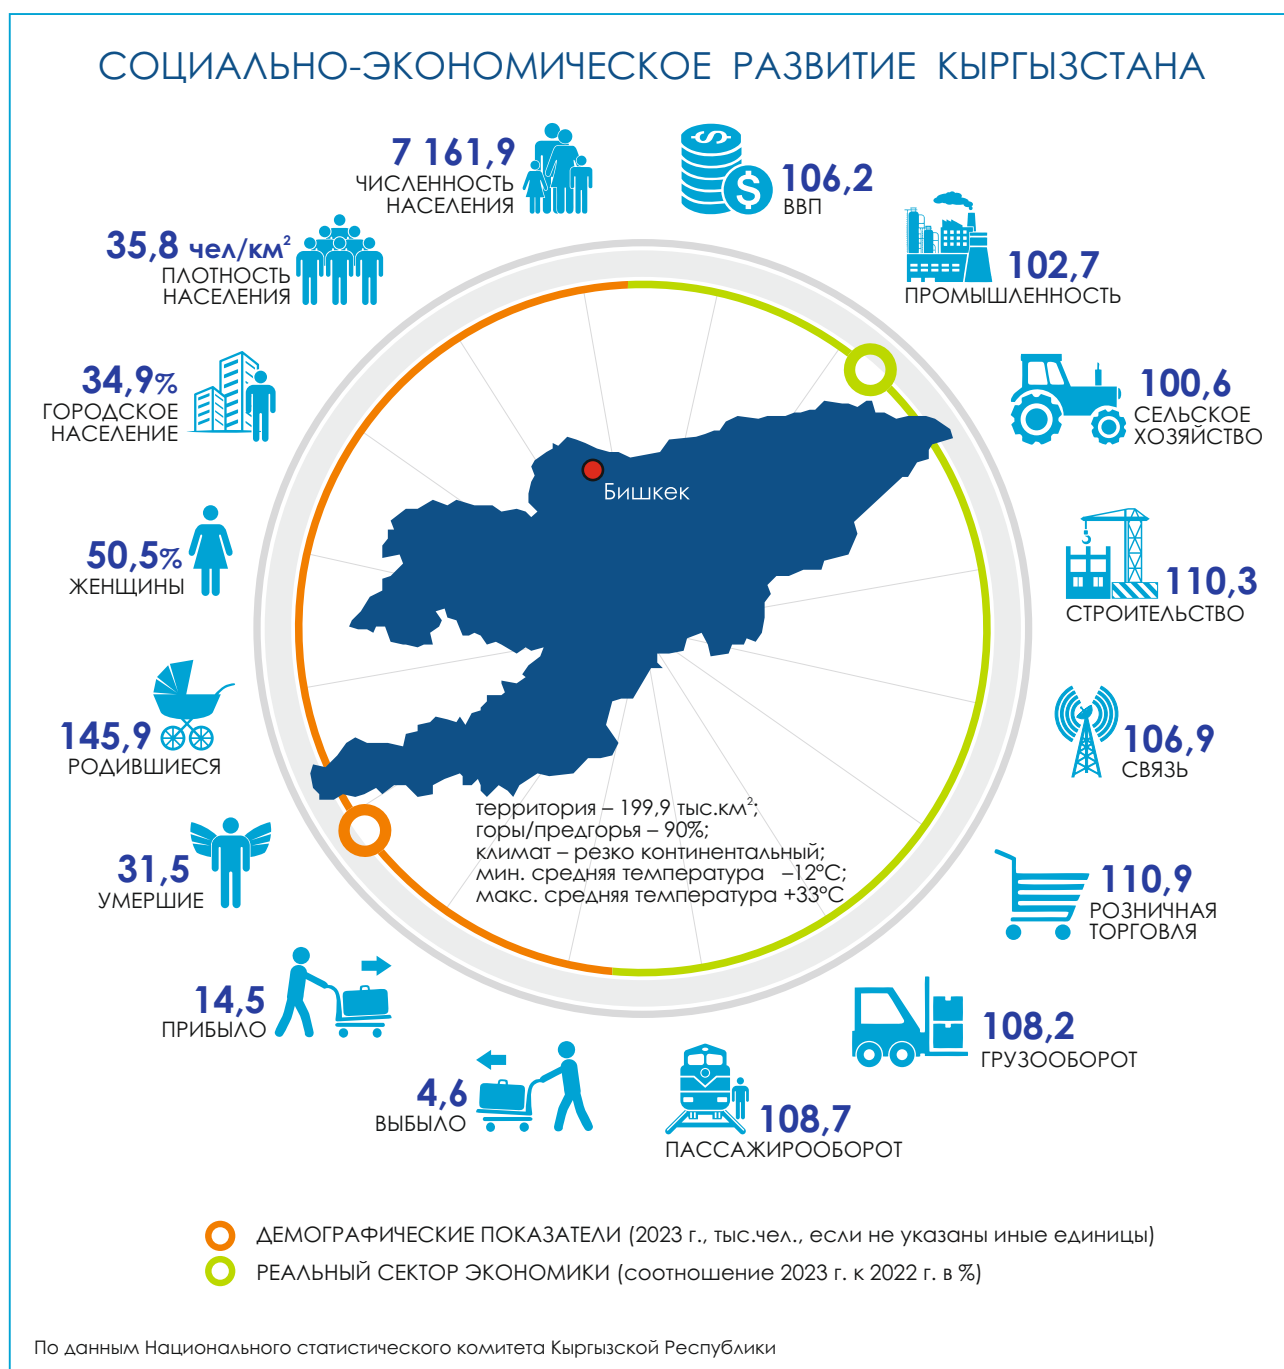 СОЦИАЛЬНО-ЭКОНОМИЧЕСКОЕ РАЗВИТИЕ КЫРГЫЗСТАНА
7 161,9
ЧИСЛЕННОСТЬ
НАСЕЛЕНИЯ
106,2
ВВП
35,8 чел/км²
ПЛОТНОСТЬ
НАСЕЛЕНИЯ
102,7
ПРОМЫШЛЕННОСТЬ
34,9%
ГОРОДСКОЕ
НАСЕЛЕНИЕ
100,6
СЕЛЬСКОЕ
ХОЗЯЙСТВО
Бишкек
50,5%
ЖЕНЩИНЫ
110,3
СТРОИТЕЛЬСТВО
145,9
РОДИВШИЕСЯ
106,9
СВЯЗЬ
территория – 199,9 тыс.км²;
горы/предгорья – 90%;
климат – резко континентальный;
мин. средняя температура –12°С;
макс. средняя температура +33°С
31,5
УМЕРШИЕ
110,9
РОЗНИЧНАЯ
ТОРГОВЛЯ
14,5
ПРИБЫЛО
108,2
ГРУЗООБОРОТ
4,6
ВЫБЫЛО
108,7
ПАССАЖИРООБОРОТ
ДЕМОГРАФИЧЕСКИЕ ПОКАЗАТЕЛИ (2023 г., тыс.чел., если не указаны иные единицы)
РЕАЛЬНЫЙ СЕКТОР ЭКОНОМИКИ (соотношение 2023 г. к 2022 г. в %)
По данным Национального статистического комитета Кыргызской Республики